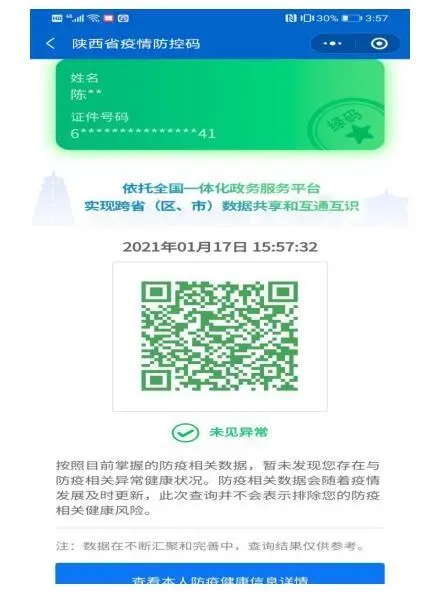 HD 4G 30% 3:57
陕西省疫情防控码
姓名
陈**
证件号码
6***************41
绿码
依托全国一体化政务服务平台
实现跨省（区、市）数据共享和互通互识
2021年01月17日 15:57:32
未见异常
按照目前掌握的防疫相关数据，暂未发现您存在与
防疫相关异常健康状况。防疫相关数据会随着疫情
发展及时更新，此次查询并不会表示排除您的防疫
相关健康风险。
注：数据在不断汇聚和完善中，查询结果仅供参考。
查看本人防疫健康信息详情